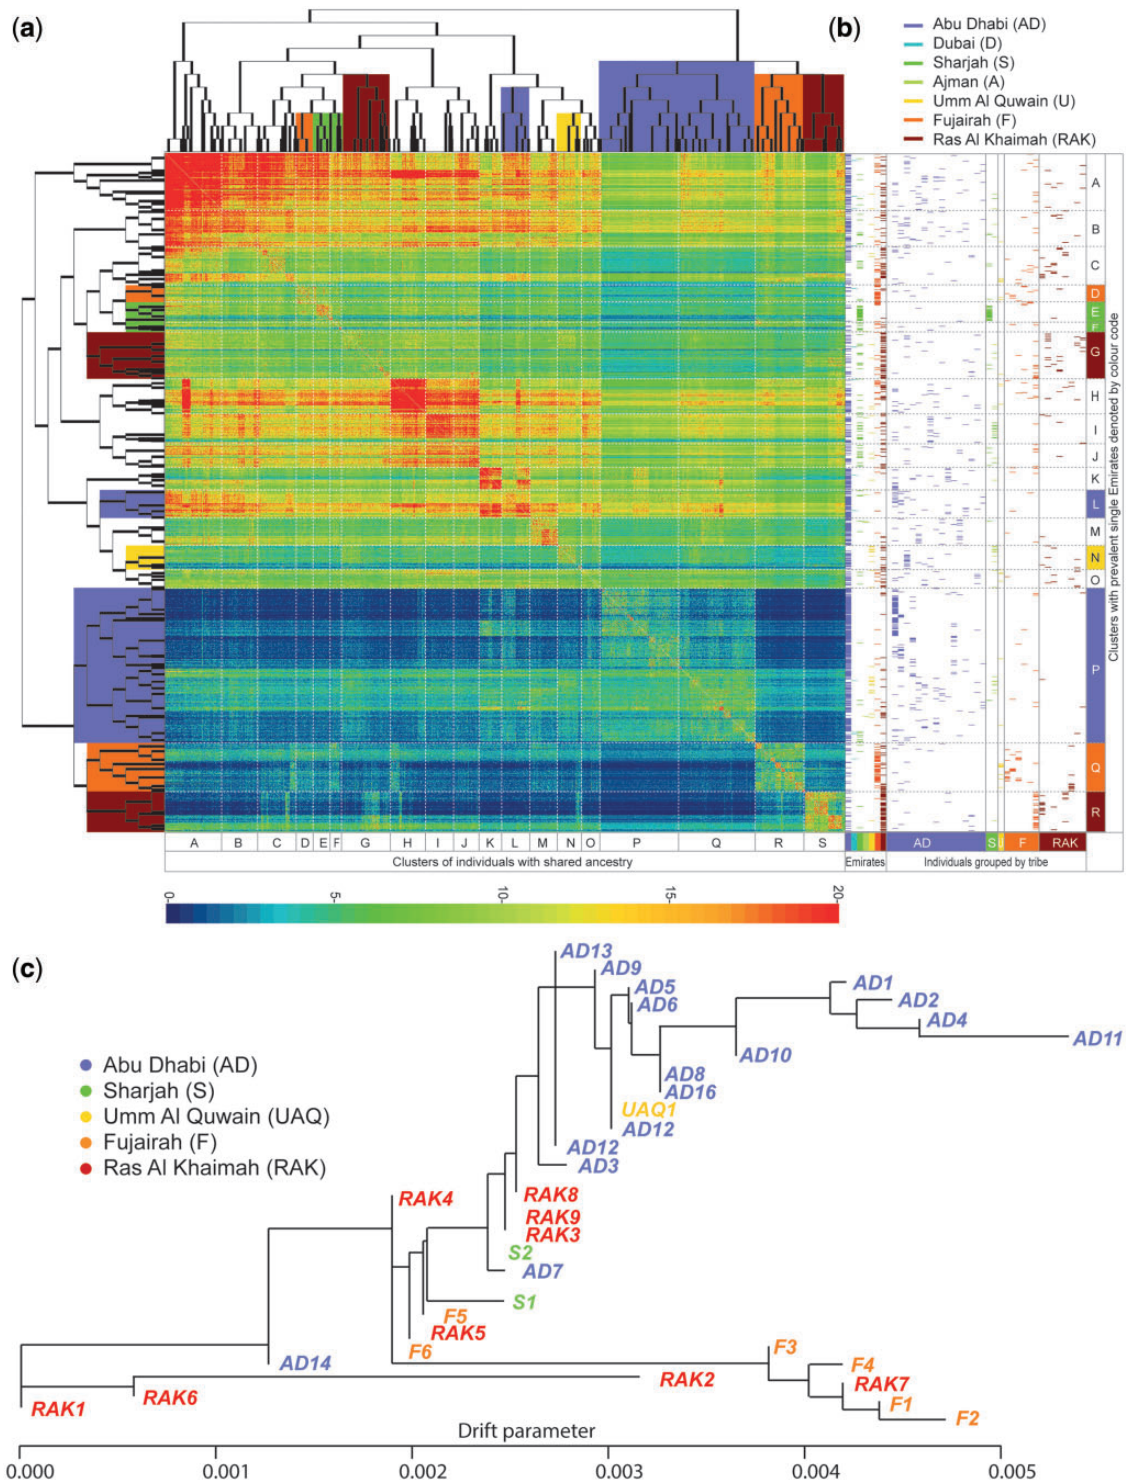 (a)
(b)
Abu Dhabi (AD)
Dubai (D)
Sharjah (S)
Ajman (A)
Umm Al Quwain (U)
Fujairah (F)
Ras Al Khaimah (RAK)
A
B
C
D
E
F
G
H
I
J
K
L
M
N
O
P
Q
R
Clusters with prevalent single Emirates denoted by colour code
A B C D E F G H I J K L M N O P Q R S
AD S U F RAK
Clusters of individuals with shared ancestry
Emirates
Individuals grouped by tribe
0 5 10 15 20
(c)
Abu Dhabi (AD)
Sharjah (S)
Umm Al Quwain (UAQ)
Fujairah (F)
Ras Al Khaimah (RAK)
AD13
AD9
AD5
AD6
AD1
AD2
AD4
AD11
AD10
AD8
AD16
UAQ1
AD12
AD12
AD3
RAK4
RAK8
RAK9
RAK3
S2
AD7
S1
F5
RAK5
F6
F3
AD14
F4
RAK2
RAK7
RAK6
F1
RAK1
F2
Drift parameter
0.000 0.001 0.002 0.003 0.004 0.005